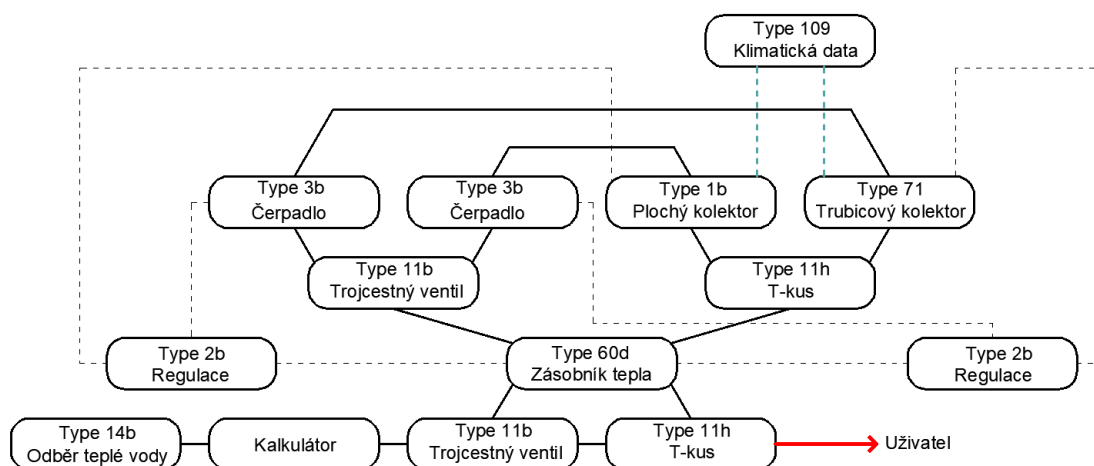 Type 109
Klimatická data
Type 3b
Čerpadlo
Type 3b
Čerpadlo
Type 1b
Plochý kolektor
Type 71
Trubicový kolektor
Type 11b
Trojcestný ventil
Type 11h
T-kus
Type 2b
Regulace
Type 60d
Zásobník tepla
Type 2b
Regulace
Type 14b
Odběr teplé vody
Kalkulátor
Type 11b
Trojcestný ventil
Type 11h
T-kus
Uživatel